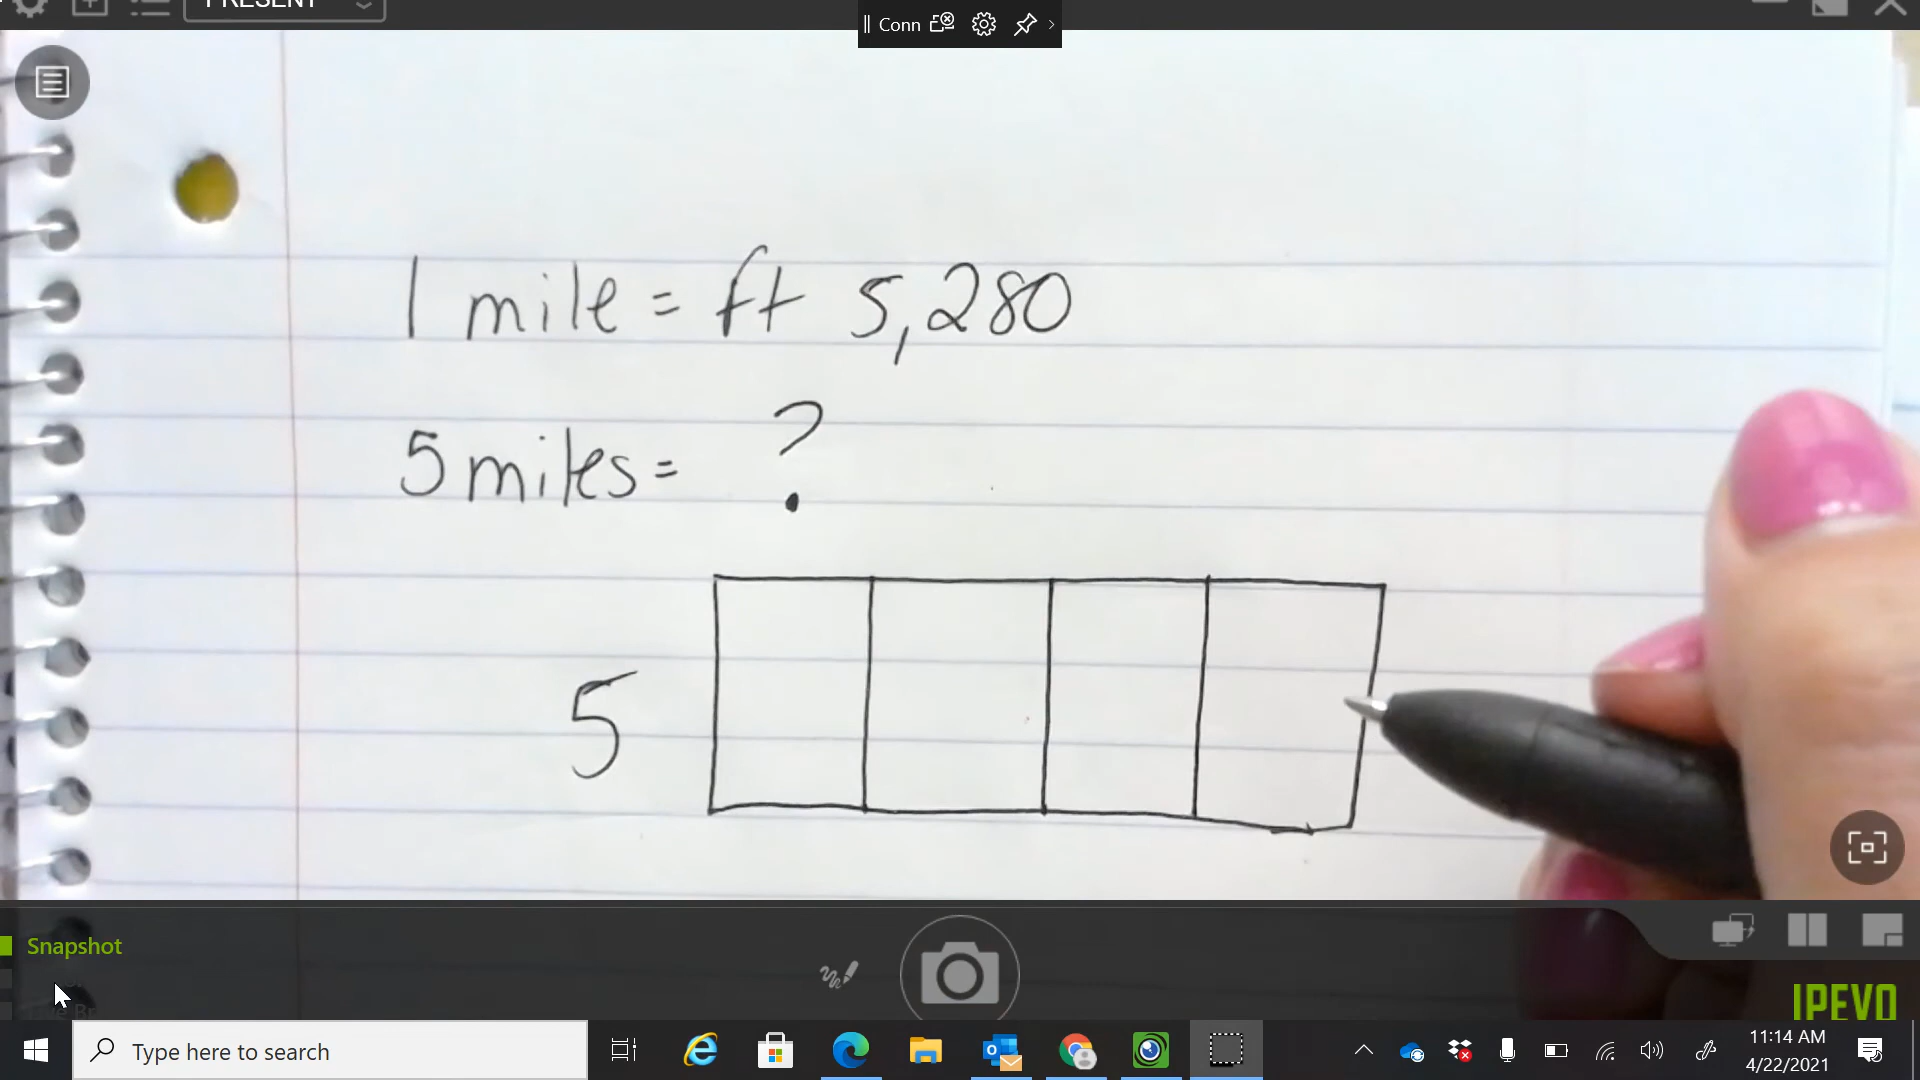 PRESENT
Conn
1 mile = ft 5,280
5 miles = ?
5
Snapshot
IPEVO
Type here to search
11:14 AM
4/22/2021